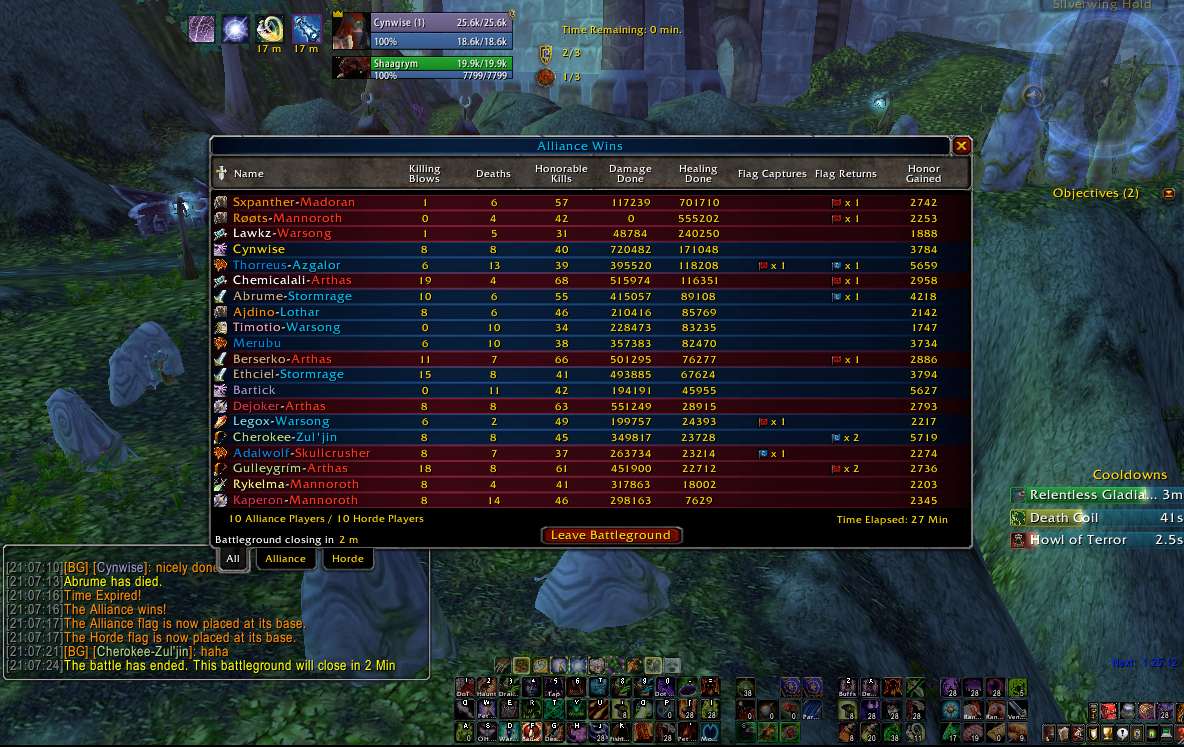 Silverwing Hold
Cynwise (1) 25.6k/25.6k
100% 18.6k/18.6k
17 m 17 m
Shaagrym 19.9k/19.9k
100% 7799/7799
Time Remaining: 0 min.
2/3
1/3
Alliance Wins
Name Killing Blows Deaths Honorable Kills Damage Done Healing Done Flag Captures Flag Returns Honor Gained
Sxpanther-Madoran 1 6 57 117239 701710 x 1 2742
Røøts-Mannoroth 0 4 42 0 555202 x 1 2253
Lawkz-Warsong 1 5 31 48784 240250 1888
Cynwise 8 8 40 720482 171048 3784
Thorreus-Azgalor 6 13 39 395520 118208 x 1 x 1 5659
Chemicalali-Arthas 19 4 68 515974 116351 x 1 2958
Abrume-Stormrage 10 6 55 415057 89108 x 1 4218
Ajdino-Lothar 8 6 46 210416 85769 2142
Timotio-Warsong 0 10 34 228473 83235 1747
Merubu 6 10 38 357383 82470 3734
Berserko-Arthas 11 7 66 501295 76277 x 1 2886
Ethciel-Stormrage 15 8 41 493885 67624 3794
Bartick 0 11 42 194191 45955 5627
Dejoker-Arthas 8 8 63 551249 28915 2793
Legox-Warsong 6 2 49 199757 24393 x 1 2217
Cherokee-Zul'jin 8 8 45 349817 23728 x 2 5719
Adalwolf-Skullcrusher 8 7 37 263734 23214 x 1 2274
Gulleygrím-Arthas 18 8 61 451900 22712 x 2 2736
Rykelma-Mannoroth 8 4 41 317863 18002 2203
Kaperon-Mannoroth 8 14 46 298163 7629 2345
10 Alliance Players / 10 Horde Players
Time Elapsed: 27 Min
Battleground closing in 2 m
Leave Battleground
All Alliance Horde
Objectives (2)
Cooldowns
Relentless Gladia... 3m
Death Coil 41s
Howl of Terror 2.5s
[21:07:10][BG] [Cynwise]: nicely done
[21:07:13]Abrume has died.
[21:07:16]Time Expired!
[21:07:16]The Alliance wins!
[21:07:17]The Alliance flag is now placed at its base.
[21:07:17]The Horde flag is now placed at its base.
[21:07:21][BG] [Cherokee-Zul'jin]: haha
[21:07:24]The battle has ended. This battleground will close in 2 Min